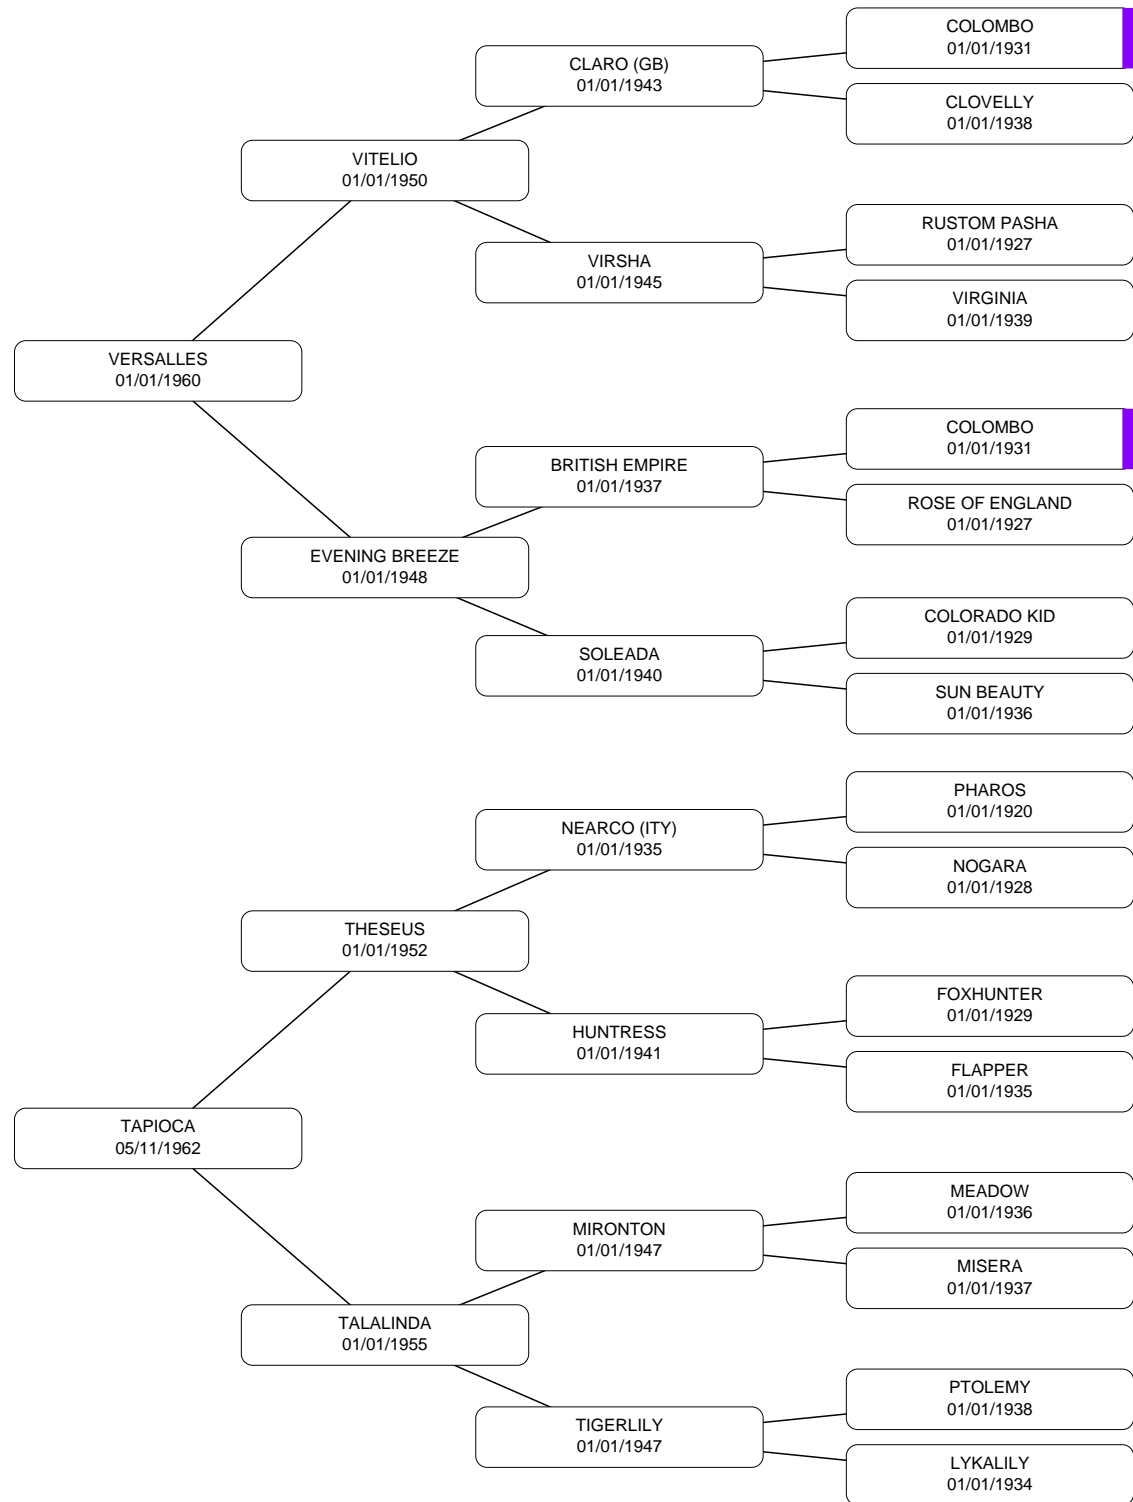 COLOMBO
01/01/1931
CLARO (GB)
01/01/1943
CLOVELLY
01/01/1938
VITELIO
01/01/1950
RUSTOM PASHA
01/01/1927
VIRSHA
01/01/1945
VIRGINIA
01/01/1939
VERSALLES
01/01/1960
COLOMBO
01/01/1931
BRITISH EMPIRE
01/01/1937
ROSE OF ENGLAND
01/01/1927
EVENING BREEZE
01/01/1948
COLORADO KID
01/01/1929
SOLEADA
01/01/1940
SUN BEAUTY
01/01/1936
PHAROS
01/01/1920
NEARCO (ITY)
01/01/1935
NOGARA
01/01/1928
THESEUS
01/01/1952
FOXHUNTER
01/01/1929
HUNTRESS
01/01/1941
FLAPPER
01/01/1935
TAPIOCA
05/11/1962
MEADOW
01/01/1936
MIRONTON
01/01/1947
MISERA
01/01/1937
TALALINDA
01/01/1955
PTOLEMY
01/01/1938
TIGERLILY
01/01/1947
LYKALILY
01/01/1934